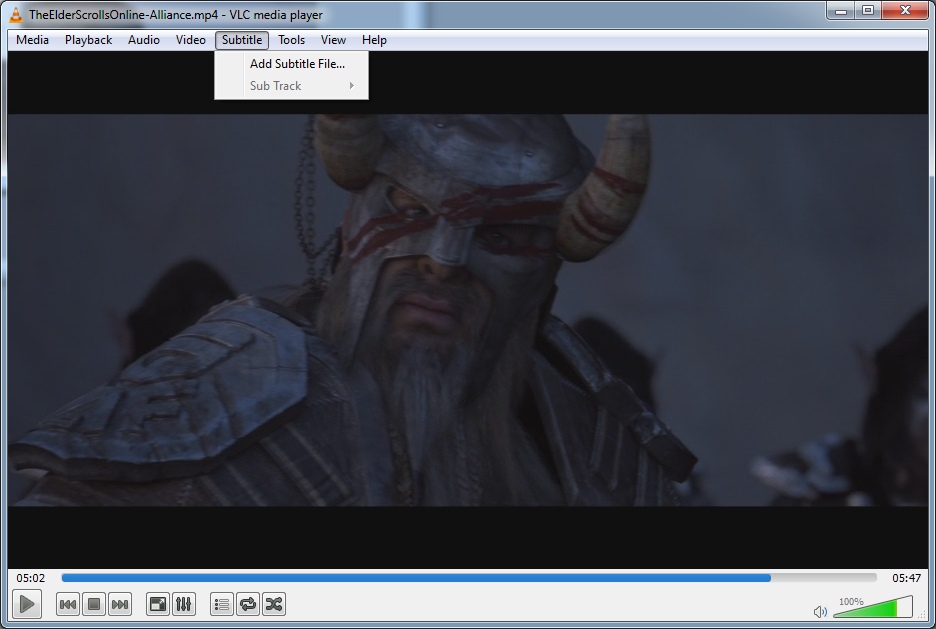 TheElderScrollsOnline-Alliance.mp4 - VLC media player
Media Playback Audio Video Subtitle Tools View Help
Add Subtitle File...
Sub Track
05:02 05:47
100%